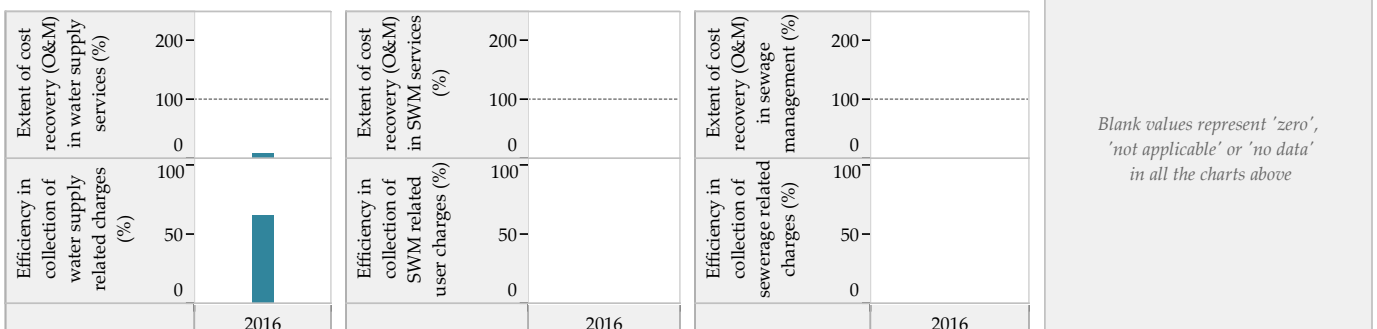 Extent of cost
recovery (O&M)
in water supply
services (%)
200
100
0
Efficiency in
collection of
water supply
related charges
(%)
100
50
0
2016
Extent of cost
recovery (O&M)
in SWM services
(%)
200
100
0
Efficiency in
collection of
SWM related
user charges (%)
100
50
0
2016
Extent of cost
recovery (O&M)
in sewage
management (%)
200
100
0
Efficiency in
collection of
sewerage related
charges (%)
100
50
0
2016
Blank values represent 'zero',
'not applicable' or 'no data'
in all the charts above